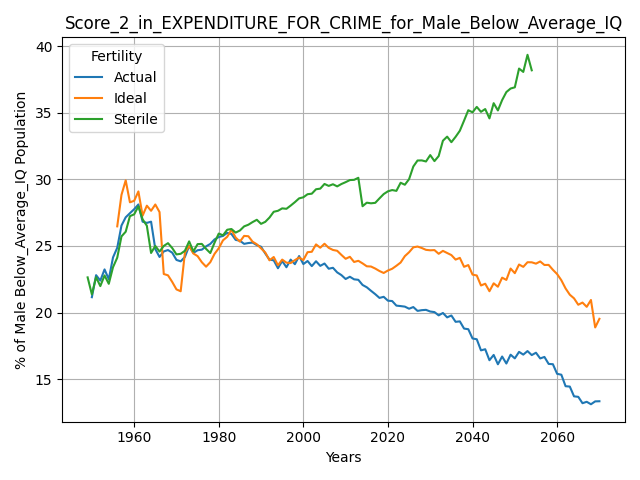 Score_2_in_EXPENDITURE_FOR_CRIME_for_Male_Below_Average_IQ
Fertility
Actual
Ideal
Sterile
% of Male Below_Average_IQ Population
40
35
30
25
20
15
1960 1980 2000 2020 2040 2060
Years